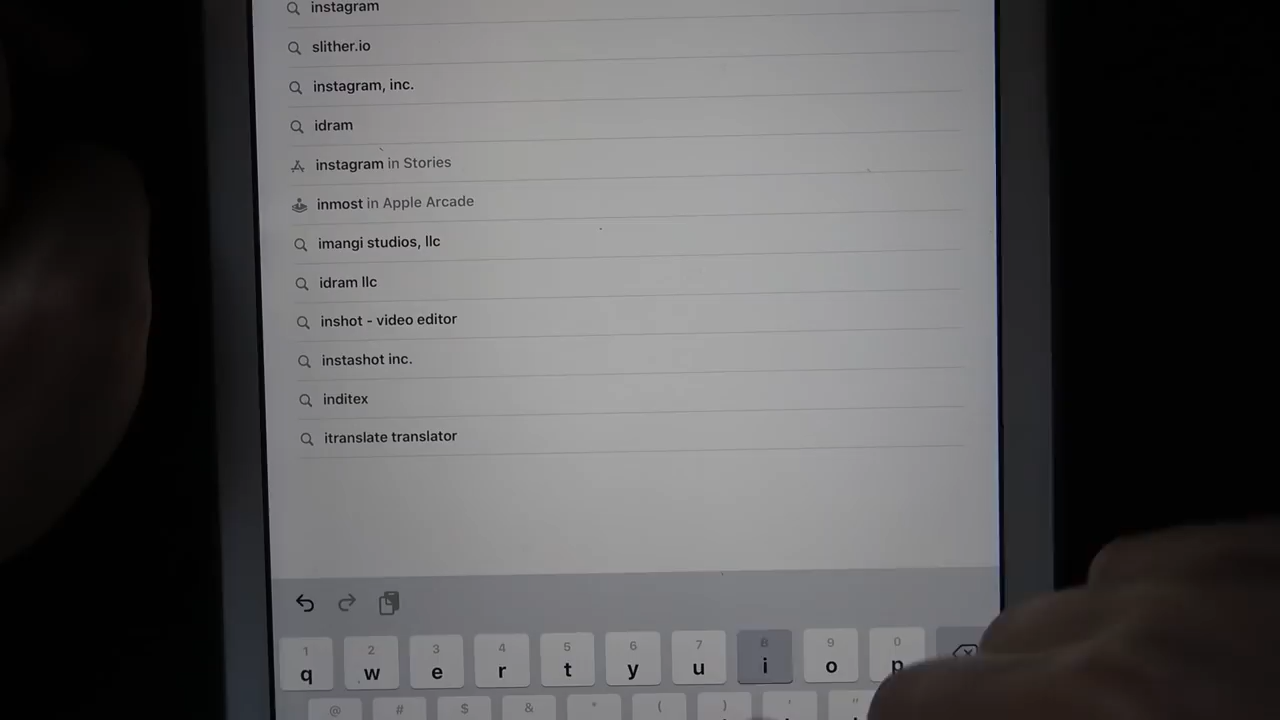 instagram
slither.io
instagram, inc.
idram
instagram in Stories
inmost in Apple Arcade
imangi studios, llc
idram llc
inshot - video editor
instashot inc.
inditex
itranslate translator
1 2 3 4 5 6 7 8 9 0
q w e r t y u i o p
@ # $ & * ( ) ' "